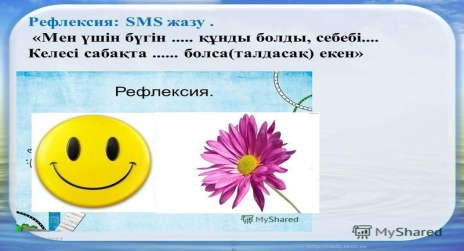 Рефлексия: SMS жазу .
«Мен үшін бүгін ..... құнды болды, себебі....
Келесі сабақта ...... болса(талдасақ) екен»
Рефлексия.
MyShared
MyShared